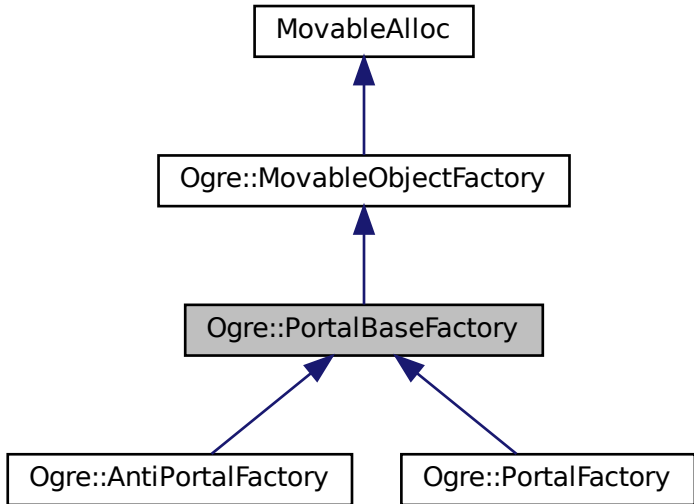 MovableAlloc
Ogre::MovableObjectFactory
Ogre::PortalBaseFactory
Ogre::AntiPortalFactory
Ogre::PortalFactory